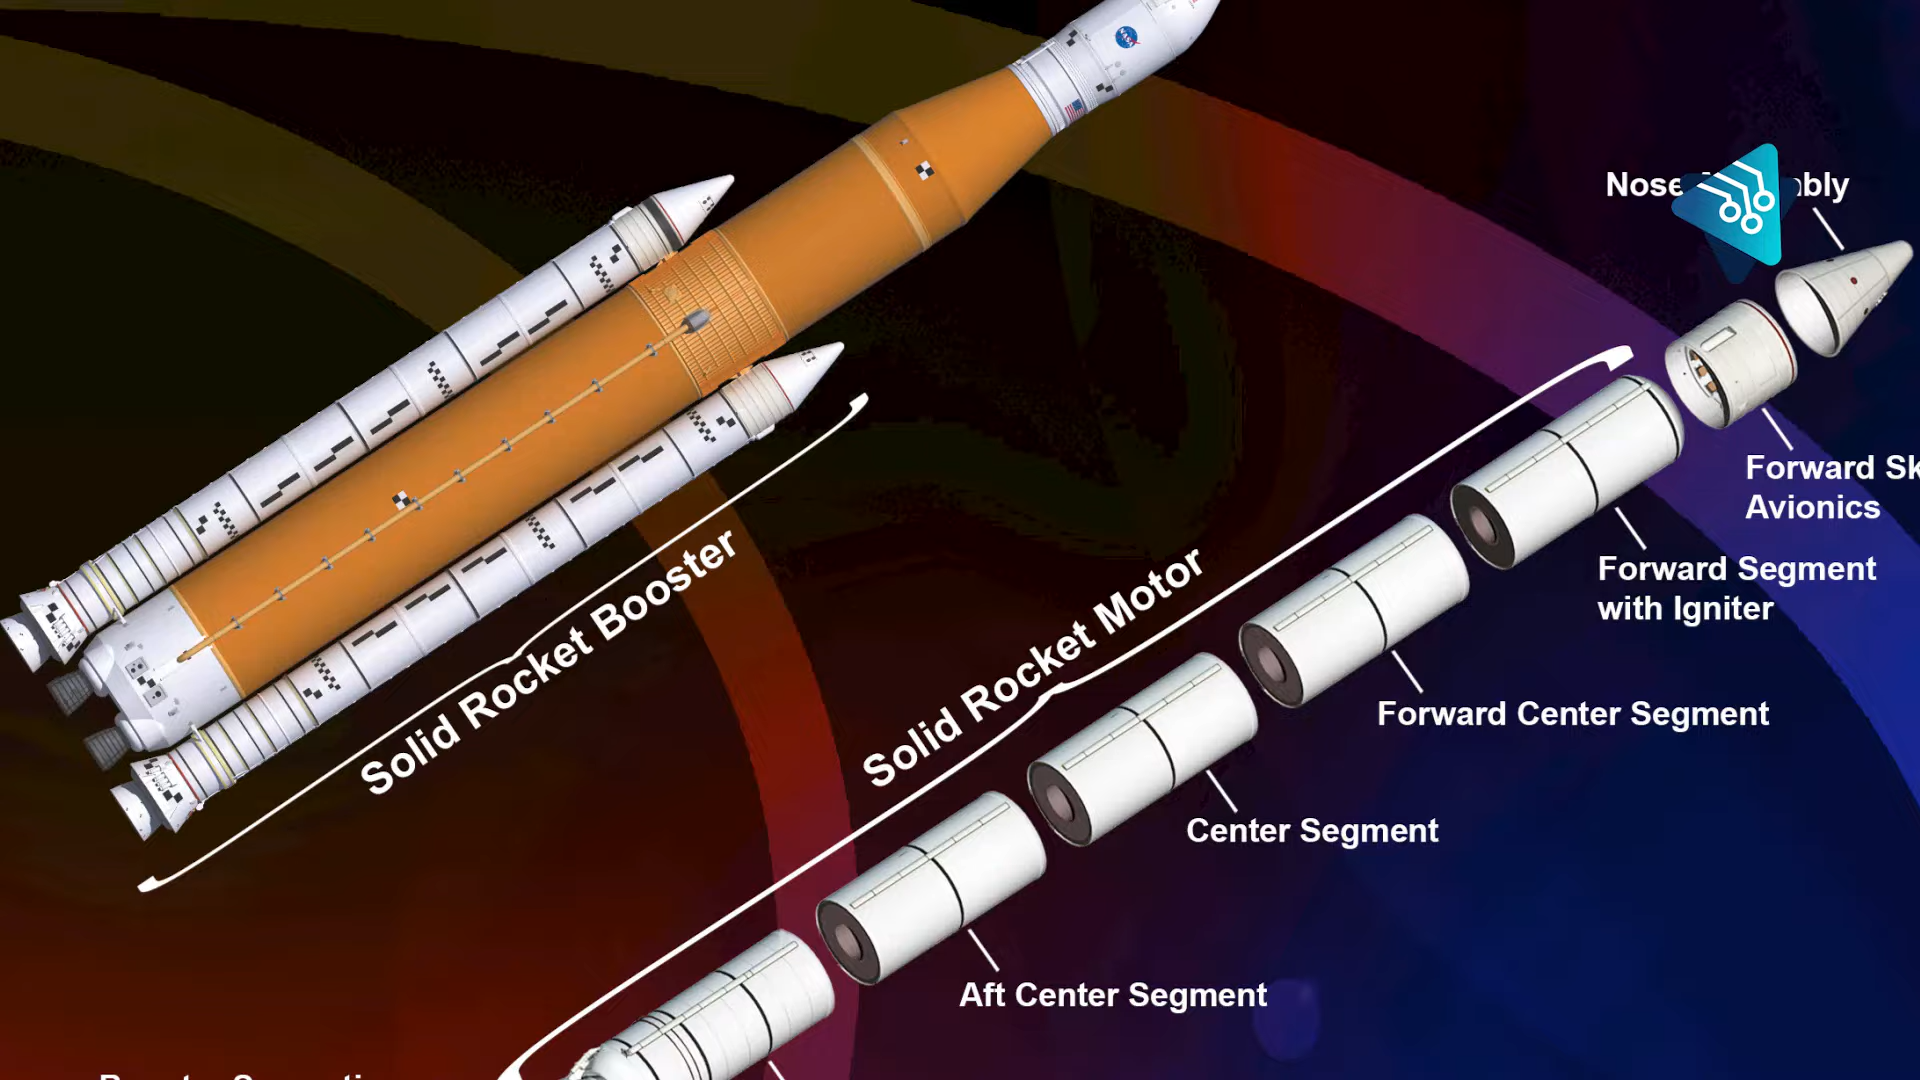 NASA
Nose
Forward
Avionics
Forward Segment
with Igniter
Solid Rocket Booster
Solid Rocket Motor
Forward Center Segment
Center Segment
Aft Center Segment